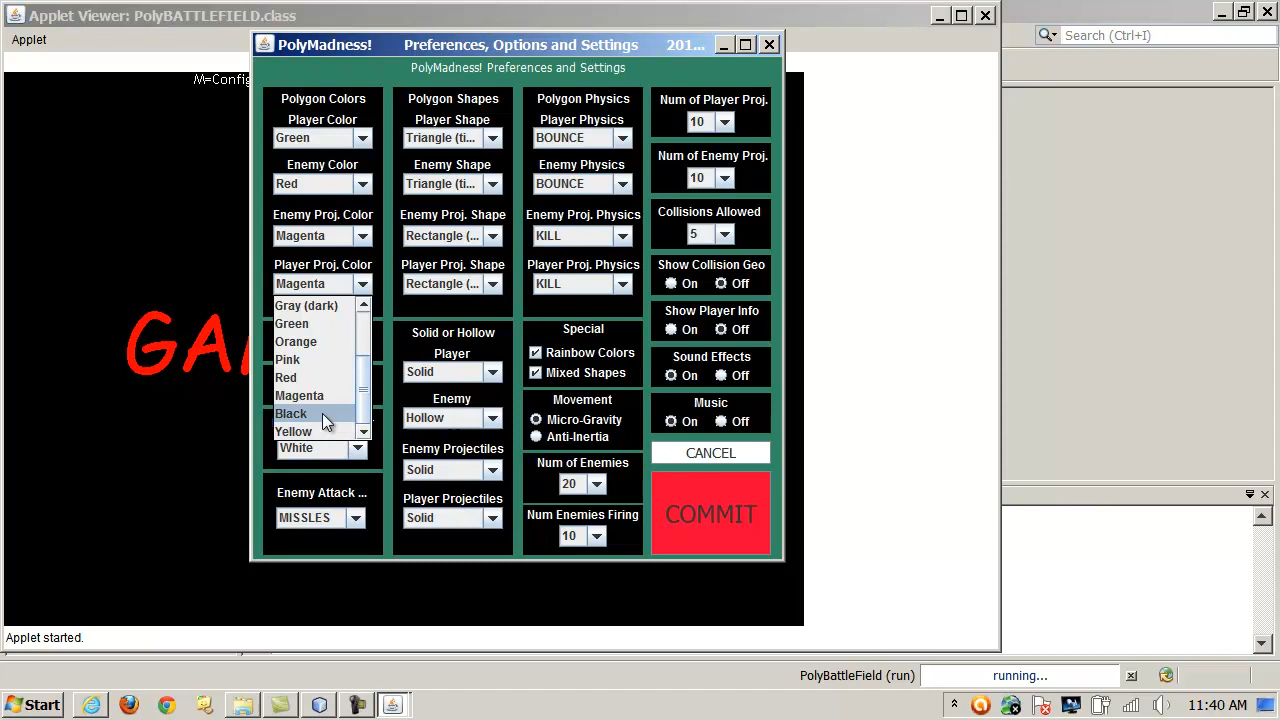 Applet Viewer: PolyBATTLEFIELD.class
Applet
Search (Ctrl+I)
M=Config
GA
PolyMadness! Preferences, Options and Settings 201...
PolyMadness! Preferences and Settings
Polygon Colors
Player Color
Green
Enemy Color
Red
Enemy Proj. Color
Magenta
Player Proj. Color
Magenta
Gray (dark)
Green
Orange
Pink
Red
Magenta
Black
Yellow
White
Enemy Attack ...
MISSLES
Polygon Shapes
Player Shape
Triangle (ti...
Enemy Shape
Triangle (ti...
Enemy Proj. Shape
Rectangle (...
Player Proj. Shape
Rectangle (...
Solid or Hollow
Player
Solid
Enemy
Hollow
Enemy Projectiles
Solid
Player Projectiles
Solid
Polygon Physics
Player Physics
BOUNCE
Enemy Physics
BOUNCE
Enemy Proj. Physics
KILL
Player Proj. Physics
KILL
Special
Rainbow Colors
Mixed Shapes
Movement
Micro-Gravity
Anti-Inertia
Num of Enemies
20
Num Enemies Firing
10
Num of Player Proj.
10
Num of Enemy Proj.
10
Collisions Allowed
5
Show Collision Geo
On Off
Show Player Info
On Off
Sound Effects
On Off
Music
On Off
CANCEL
COMMIT
Applet started.
PolyBattleField (run)
running...
Start
11:40 AM